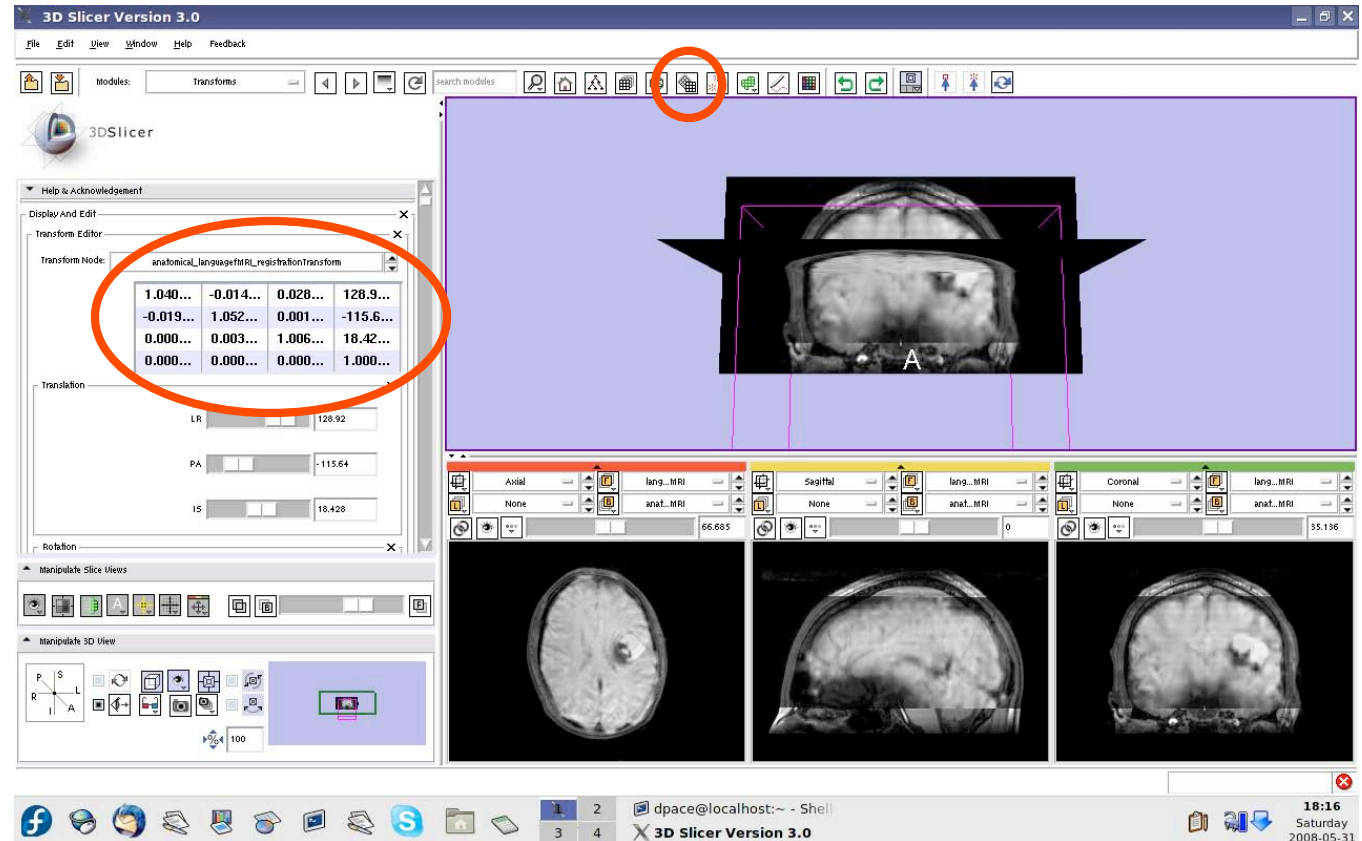 3D Slicer Version 3.0
File Edit View Window Help Feedback
Modules: Transforms search modules
3DSlicer
Help & Acknowledgement
Display And Edit
Transform Editor
Transform Node: anatomical_languagefMRI_registrationTransform
1.040... -0.014... 0.028... 128.9...
-0.019... 1.052... 0.001... -115.6...
0.000... 0.003... 1.006... 18.42...
0.000... 0.000... 0.000... 1.000...
Translation
LR 128.92
PA -115.64
IS 18.428
Rotation
Manipulate Slice Views
A B F
Manipulate 3D View
P S
R L
I A
% 100
A
Axial F lang...MRI Sagittal F lang...MRI Coronal F lang...MRI
L None B anat...MRI L None B anat...MRI L None B anat...MRI
66.685 0 35.136
1 2
3 4
dpace@localhost:~ - Shell
3D Slicer Version 3.0
18:16
Saturday
2008-05-31